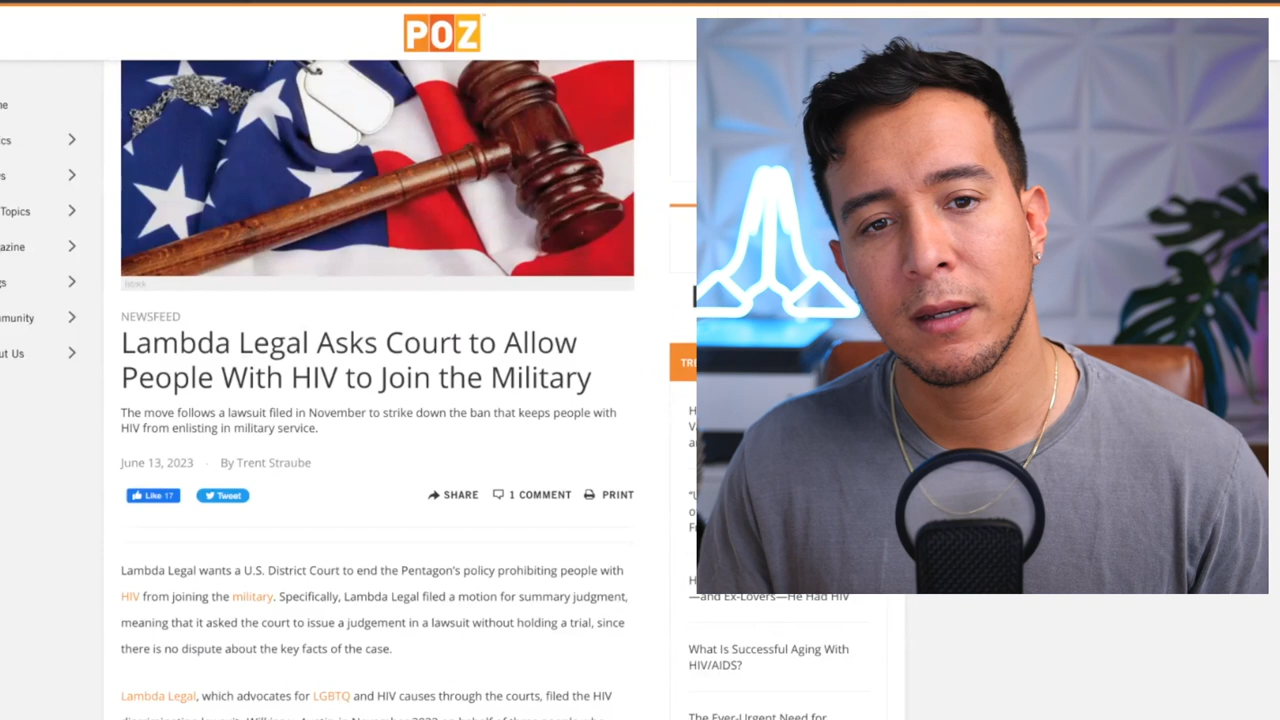 POZ
ne
cs
s
Topics
azine
gs
mmunity
ut Us
iStock
NEWSFEED
Lambda Legal Asks Court to Allow
People With HIV to Join the Military
The move follows a lawsuit filed in November to strike down the ban that keeps people with
HIV from enlisting in military service.
June 13, 2023 · By Trent Straube
Like 17 Tweet SHARE 1 COMMENT PRINT
Lambda Legal wants a U.S. District Court to end the Pentagon's policy prohibiting people with
HIV from joining the military. Specifically, Lambda Legal filed a motion for summary judgment,
meaning that it asked the court to issue a judgement in a lawsuit without holding a trial, since
there is no dispute about the key facts of the case.
Lambda Legal, which advocates for LGBTQ and HIV causes through the courts, filed the HIV
TRE
H
V
a
"U
o
F
H
—and Ex-Lovers—He Had HIV
What Is Successful Aging With
HIV/AIDS?
The Ever-Urgent Need for